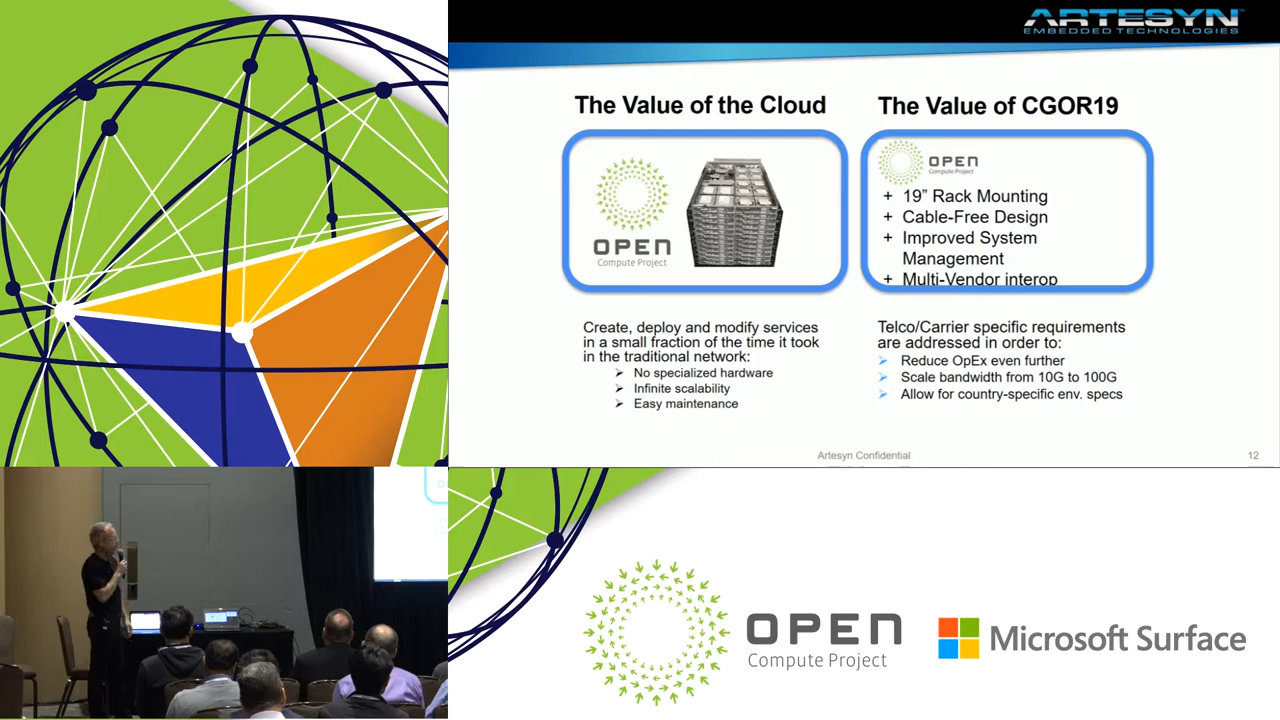 ARTESYN
EMBEDDED TECHNOLOGIES
The Value of the Cloud
OPEN
Compute Project
Create, deploy and modify services
in a small fraction of the time it took
in the traditional network:
➢ No specialized hardware
➢ Infinite scalability
➢ Easy maintenance
The Value of CGOR19
OPEN
Compute Project
+ 19” Rack Mounting
+ Cable-Free Design
+ Improved System
Management
+ Multi-Vendor interop
Telco/Carrier specific requirements
are addressed in order to:
➢ Reduce OpEx even further
➢ Scale bandwidth from 10G to 100G
➢ Allow for country-specific env. specs
Artesyn Confidential
12
OPEN
Compute Project
Microsoft Surface